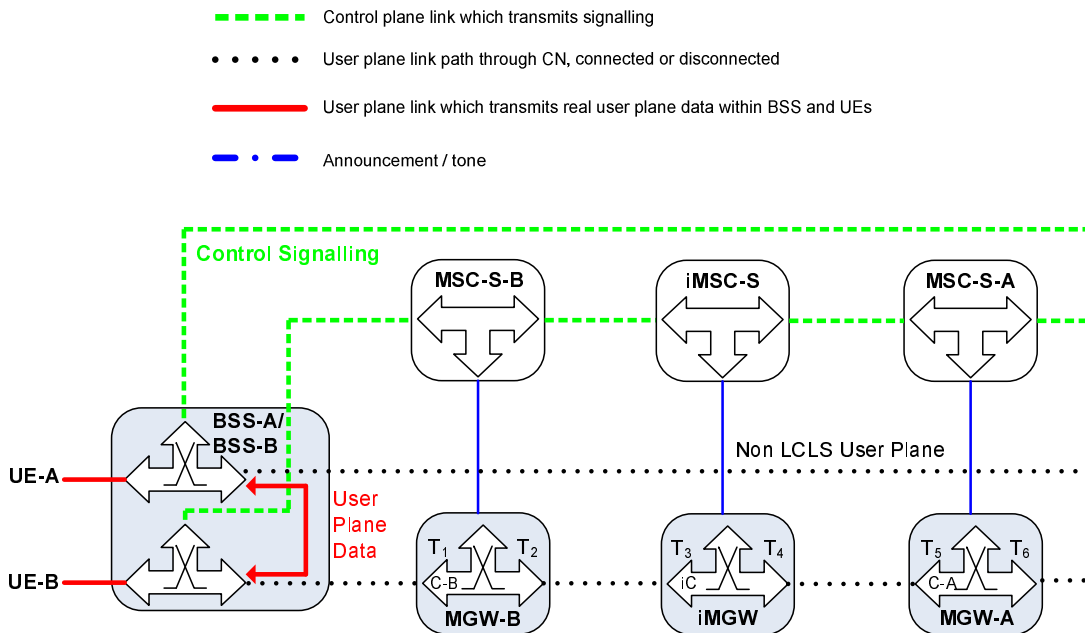 Control plane link which transmits signalling
User plane link path through CN, connected or disconnected
User plane link which transmits real user plane data within BSS and UEs
Announcement / tone
Control Signalling
MSC-S-B
iMSC-S
MSC-S-A
BSS-A/
BSS-B
Non LCLS User Plane
UE-A
User
Plane
Data
T1
T2
T3
T4
T5
T6
UE-B
C-B
iC
C-A
MGW-B
iMGW
MGW-A